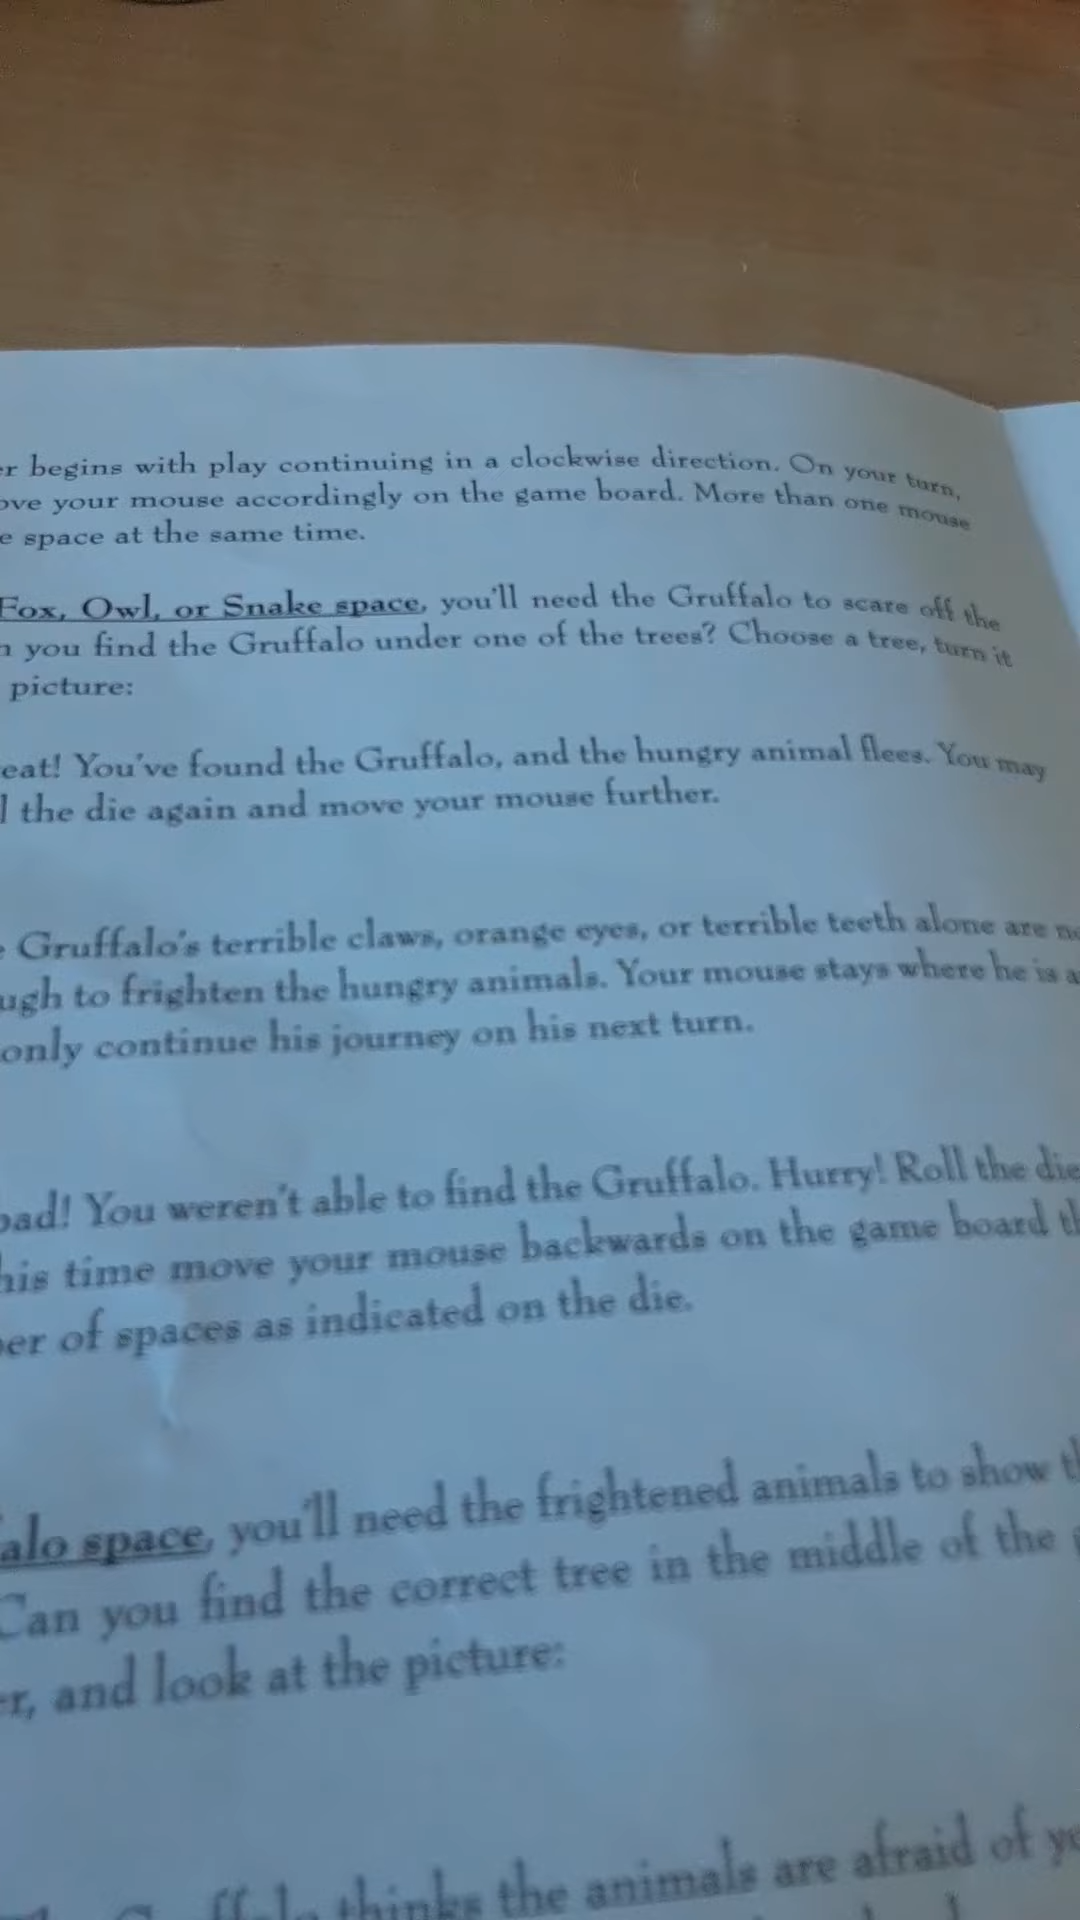 er begins with play continuing in a clockwise direction. On your turn,
ove your mouse accordingly on the game board. More than one mouse
e space at the same time.
Fox, Owl, or Snake space, you'll need the Gruffalo to scare off the
n you find the Gruffalo under one of the trees? Choose a tree, turn it
picture:
eat! You've found the Gruffalo, and the hungry animal flees. You may
l the die again and move your mouse further.
e Gruffalo's terrible claws, orange eyes, or terrible teeth alone are no
ugh to frighten the hungry animals. Your mouse stays where he is a
only continue his journey on his next turn.
bad! You weren't able to find the Gruffalo. Hurry! Roll the die
his time move your mouse backwards on the game board th
ber of spaces as indicated on the die.
alo space, you'll need the frightened animals to show th
Can you find the correct tree in the middle of the
er, and look at the picture:
thinks the animals are afraid of yo